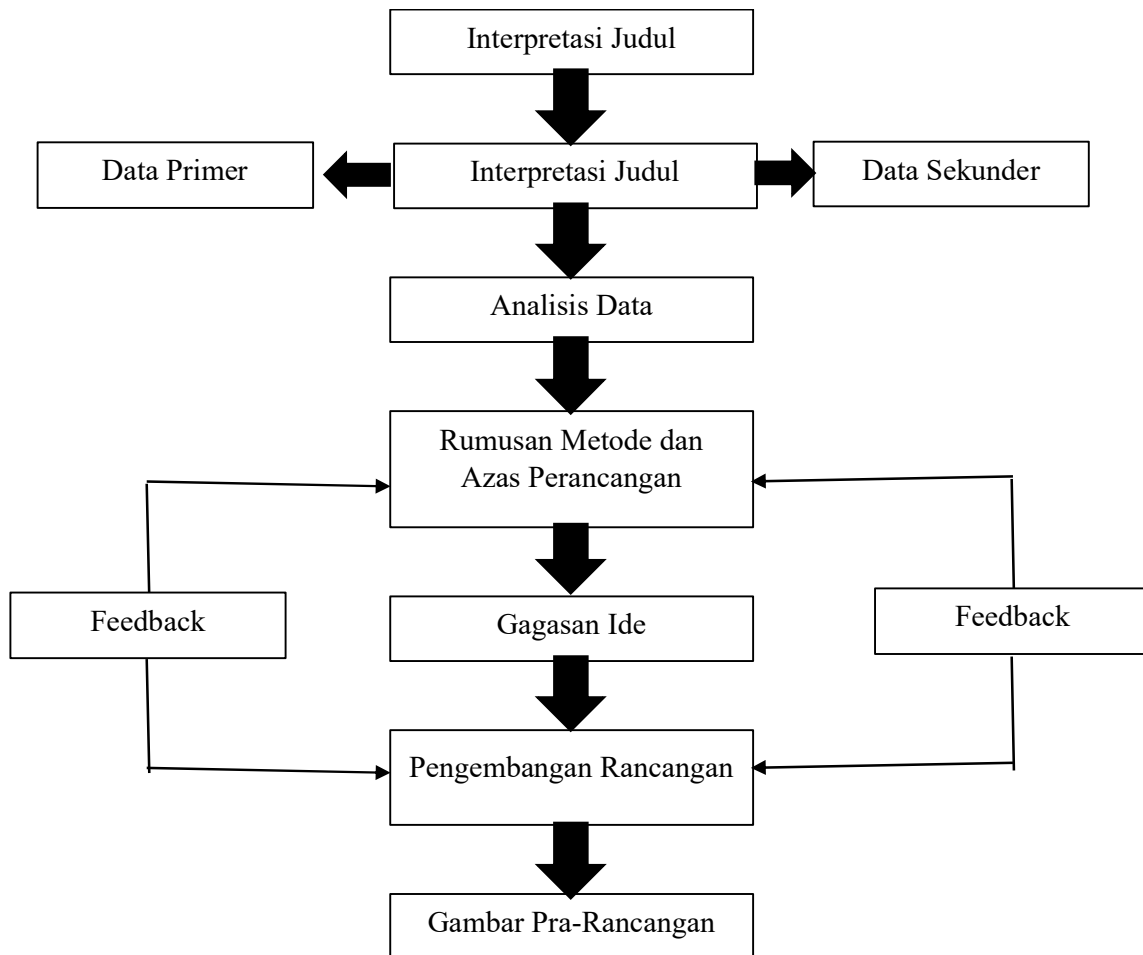 Interpretasi Judul
Data Primer
Interpretasi Judul
Data Sekunder
Analisis Data
Rumusan Metode dan
Azas Perancangan
Feedback
Gagasan Ide
Feedback
Pengembangan Rancangan
Gambar Pra-Rancangan